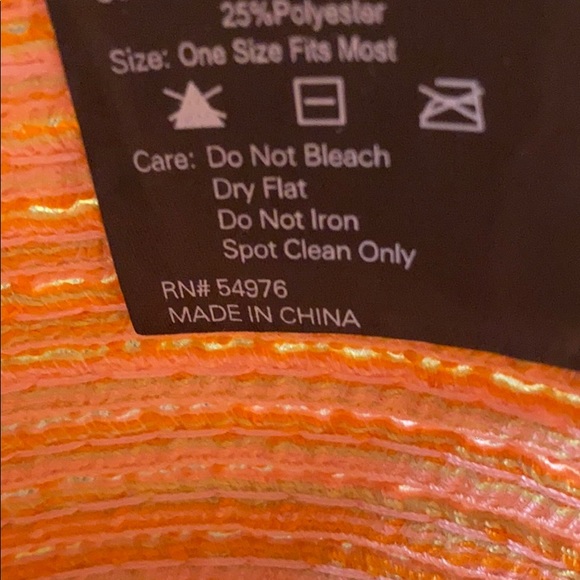 25%Polyester
Size: One Size Fits Most
Care: Do Not Bleach
Dry Flat
Do Not Iron
Spot Clean Only
RN# 54976
MADE IN CHINA